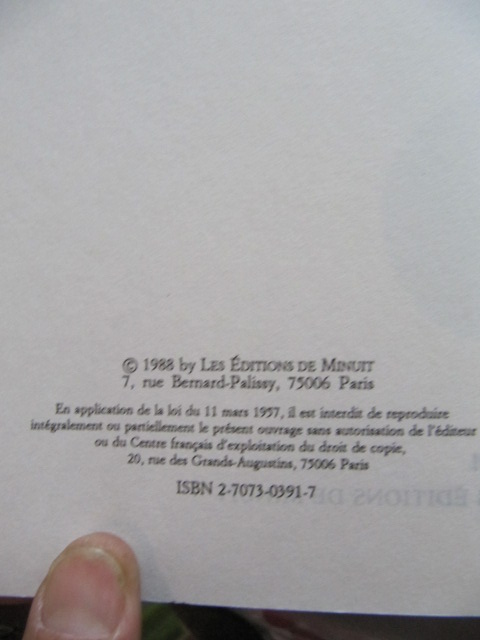 © 1988 by LES ÉDITIONS DE MINUIT
7, rue Bernard-Palissy, 75006 Paris
En application de la loi du 11 mars 1957, il est interdit de reproduire
intégralement ou partiellement le présent ouvrage sans autorisation de l'éditeur
ou du Centre français d'exploitation du droit de copie,
20, rue des Grands-Augustins, 75006 Paris
ISBN 2-7073-0391-7